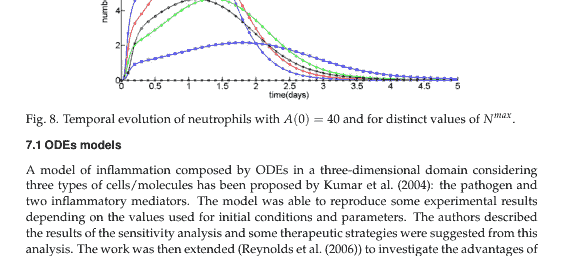 4
2
0
0 0.5 1 1.5 2 2.5 3 3.5 4 4.5 5
time(days)
Fig. 8. Temporal evolution of neutrophils with A(0) = 40 and for distinct values of N^max.
7.1 ODEs models
A model of inflammation composed by ODEs in a three-dimensional domain considering
three types of cells/molecules has been proposed by Kumar et al. (2004): the pathogen and
two inflammatory mediators. The model was able to reproduce some experimental results
depending on the values used for initial conditions and parameters. The authors described
the results of the sensitivity analysis and some therapeutic strategies were suggested from this
analysis. The work was then extended (Reynolds et al. (2006)) to investigate the advantages of